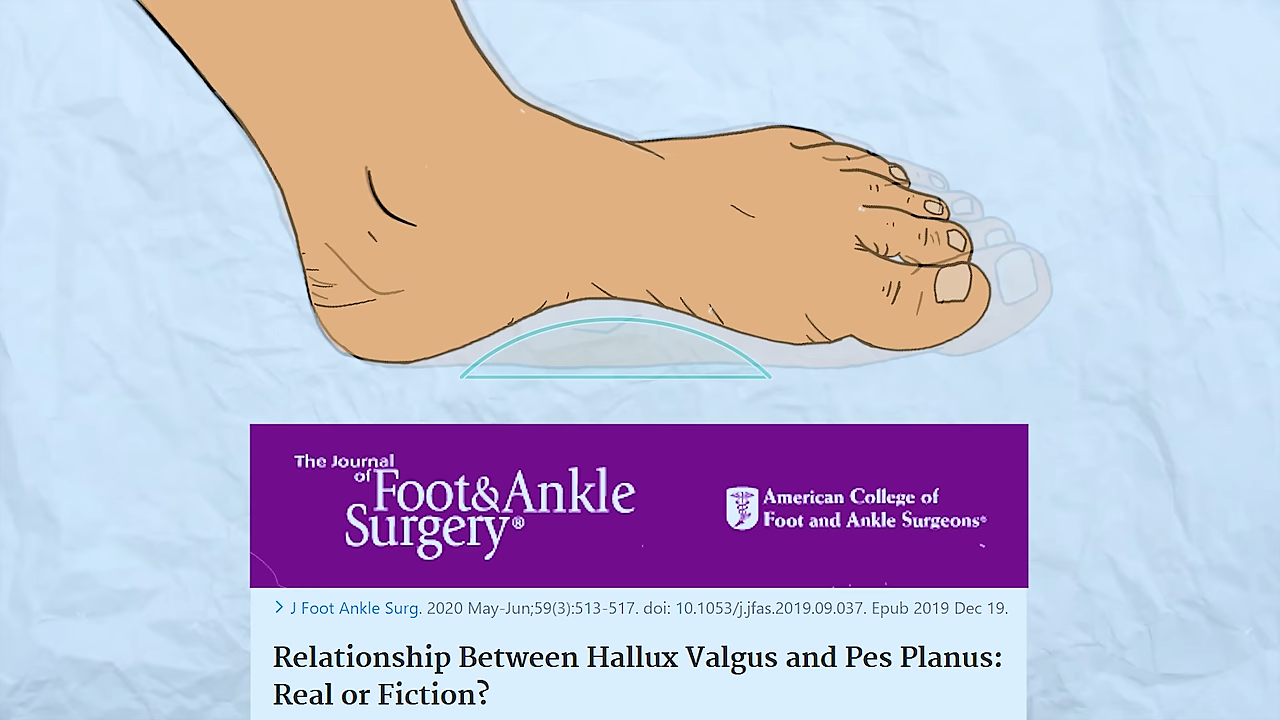 The Journal
of Foot&Ankle
Surgery®
American College of
Foot and Ankle Surgeons®
> J Foot Ankle Surg. 2020 May-Jun;59(3):513-517. doi: 10.1053/j.jfas.2019.09.037. Epub 2019 Dec 19.
Relationship Between Hallux Valgus and Pes Planus:
Real or Fiction?